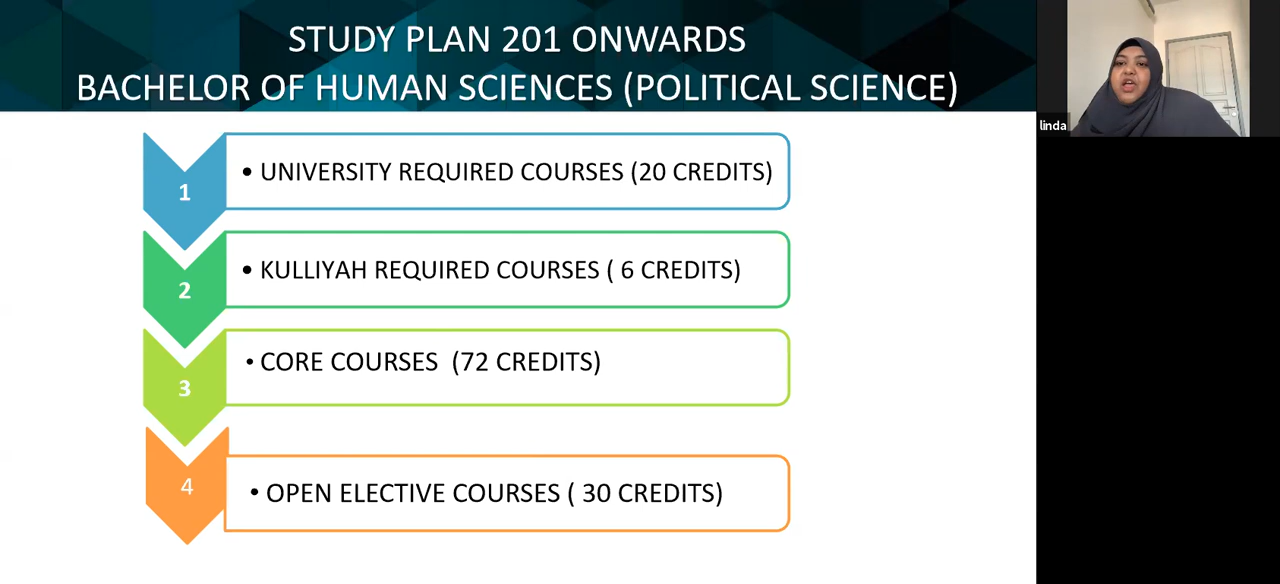 STUDY PLAN 201 ONWARDS
BACHELOR OF HUMAN SCIENCES (POLITICAL SCIENCE)
linda
1
• UNIVERSITY REQUIRED COURSES (20 CREDITS)
2
• KULLIYAH REQUIRED COURSES ( 6 CREDITS)
3
• CORE COURSES  (72 CREDITS)
4
• OPEN ELECTIVE COURSES ( 30 CREDITS)